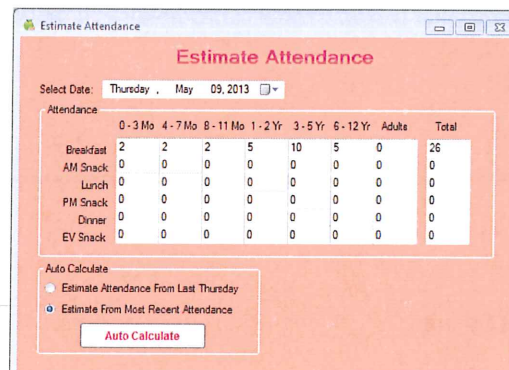 Estimate Attendance
Estimate Attendance
Select Date: Thursday , May 09, 2013
Attendance
0 - 3 Mo 4 - 7 Mo 8 - 11 Mo 1 - 2 Yr 3 - 5 Yr 6 - 12 Yr Adults Total
Breakfast 2 2 2 5 10 5 0 26
AM Snack 0 0 0 0 0 0 0 0
Lunch 0 0 0 0 0 0 0 0
PM Snack 0 0 0 0 0 0 0 0
Dinner 0 0 0 0 0 0 0 0
EV Snack 0 0 0 0 0 0 0 0
Auto Calculate
Estimate Attendance From Last Thursday
Estimate From Most Recent Attendance
Auto Calculate